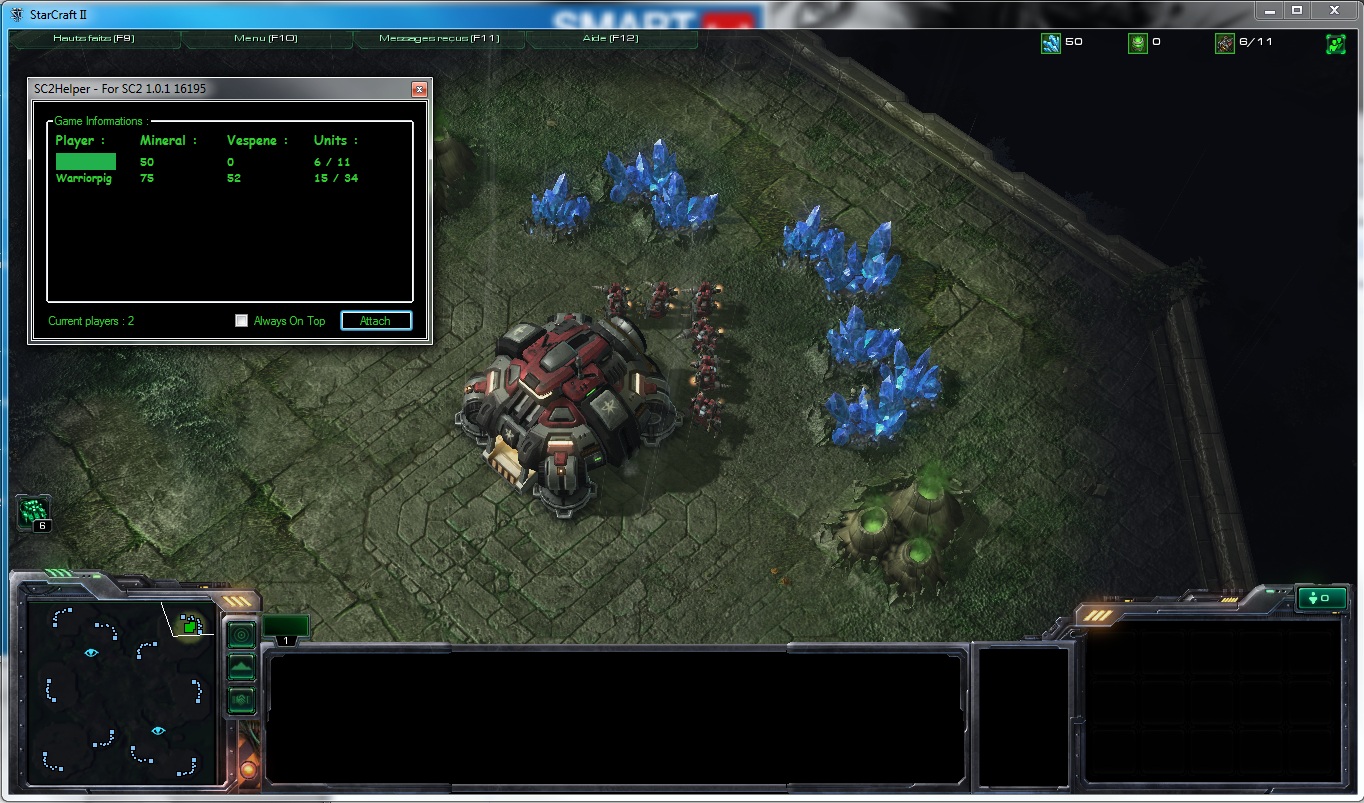 StarCraft II
SMART
Hauts faits (F9)
Menu (F10)
Messages reçus (F11)
Aide (F12)
50
0
6/11
SC2Helper - For SC2 1.0.1 16195
Game Informations :
Player : Mineral : Vespene : Units :
50 0 6 / 11
Warriorpig 75 52 15 / 34
Current players : 2
Always On Top
Attach
6
1
0